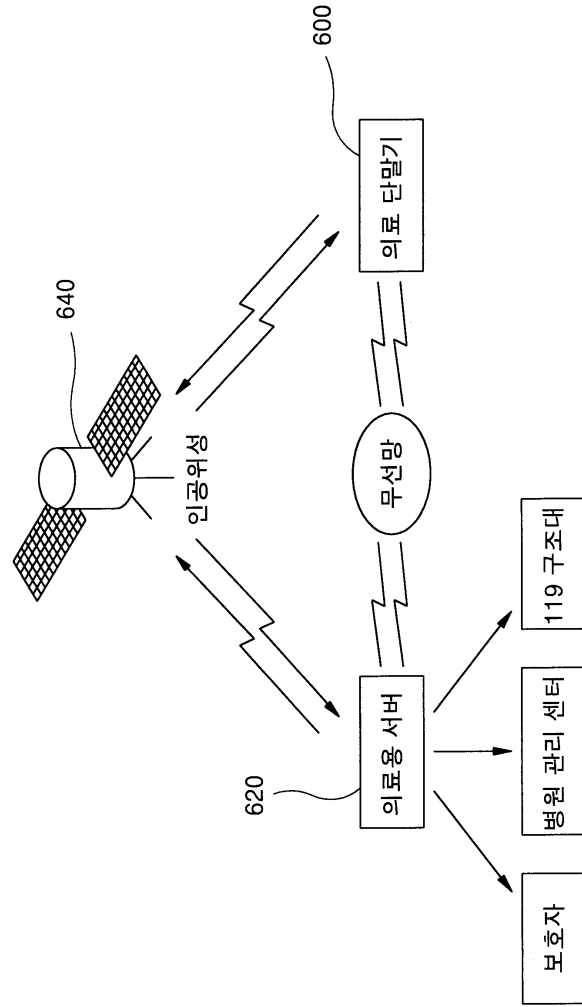 640
인공위성
600
의료 단말기
무선망
620
의료용 서버
보호자
병원 관리 센터
119 구조대